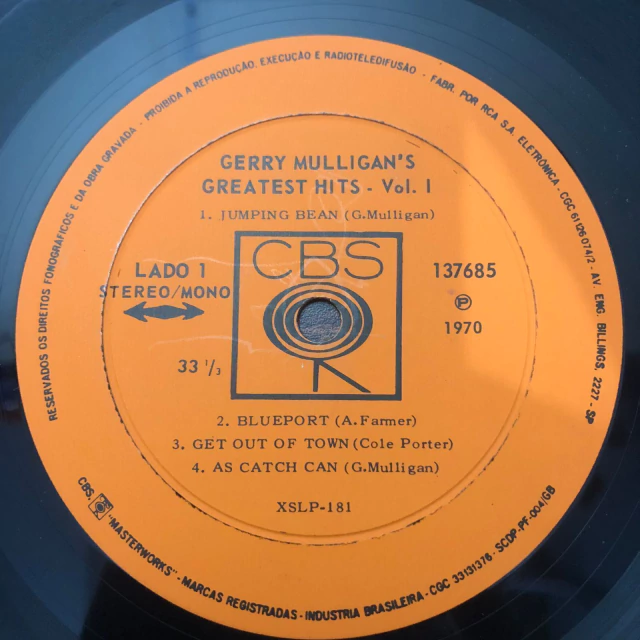 RESERVADOS OS DIREITOS FONOGRÁFICOS E DA OBRA GRAVADA - PROIBIDA A REPRODUÇÃO, EXECUÇÃO E RADIOTELEDIFUSÃO - FABR. POR RCA S.A. ELETRÔNICA - CGC 61126074/2 - AV. ENG. BILLINGS, 2227 - SP
GERRY MULLIGAN'S
GREATEST HITS - Vol. I
1. JUMPING BEAN (G.Mulligan)
CBS
LADO 1
STEREO/MONO
33 1/3
137685
Ⓟ
1970
2. BLUEPORT (A. Farmer)
3. GET OUT OF TOWN (Cole Porter)
4. AS CATCH CAN (G.Mulligan)
XSLP-181
CBS, "MASTERWORKS" - MARCAS REGISTRADAS - INDUSTRIA BRASILEIRA - CGC 33131376 - SCDP-PF-004/GB